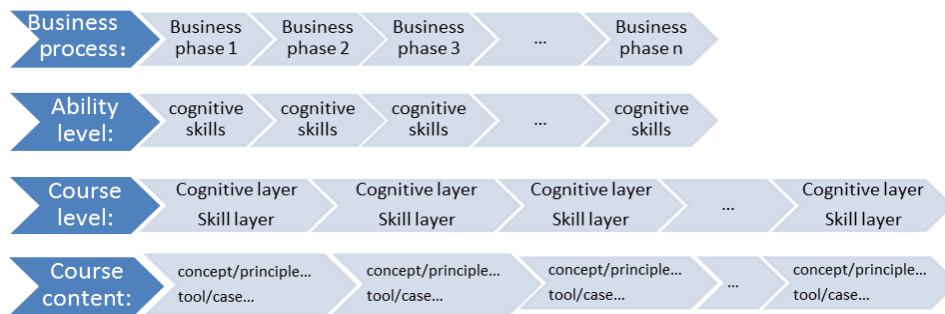 Business process:
Business phase 1
Business phase 2
Business phase 3
...
Business phase n
Ability level:
cognitive skills
cognitive skills
cognitive skills
...
cognitive skills
Course level:
Cognitive layer
Skill layer
Cognitive layer
Skill layer
Cognitive layer
Skill layer
...
Cognitive layer
Skill layer
Course content:
concept/principle...
tool/case...
concept/principle...
tool/case...
concept/principle...
tool/case...
...
concept/principle...
tool/case...